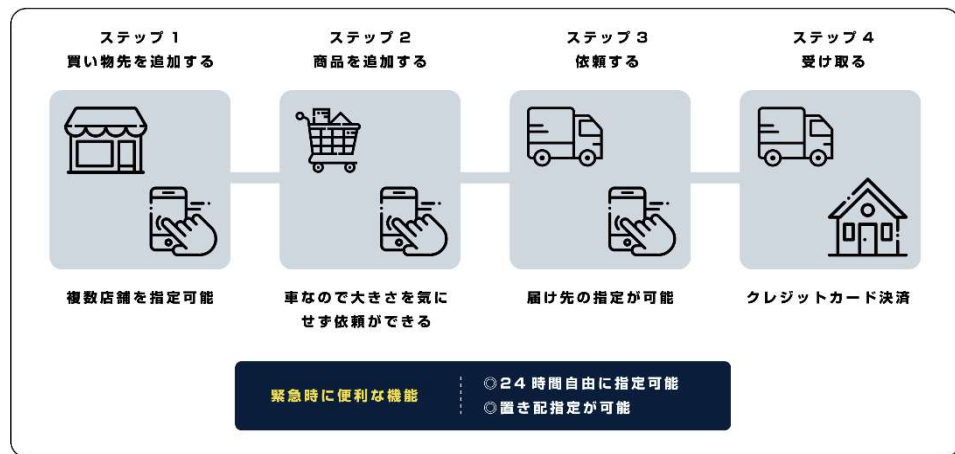 ステップ 1
買い物先を追加する
ステップ 2
商品を追加する
ステップ 3
依頼する
ステップ 4
受け取る
複数店舗を指定可能
車なので大きさを気に
せず依頼ができる
届け先の指定が可能
クレジットカード決済
緊急時に便利な機能
◎24 時間自由に指定可能
◎置き配指定が可能